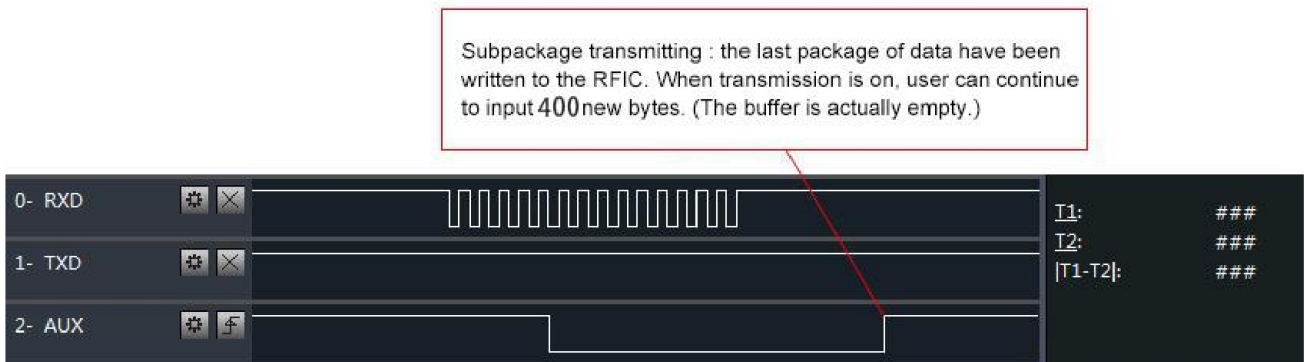 Subpackage transmitting : the last package of data have been
written to the RFIC. When transmission is on, user can continue
to input 400 new bytes. (The buffer is actually empty.)
0- RXD
T1: ###
T2: ###
1- TXD
|T1-T2|: ###
2- AUX